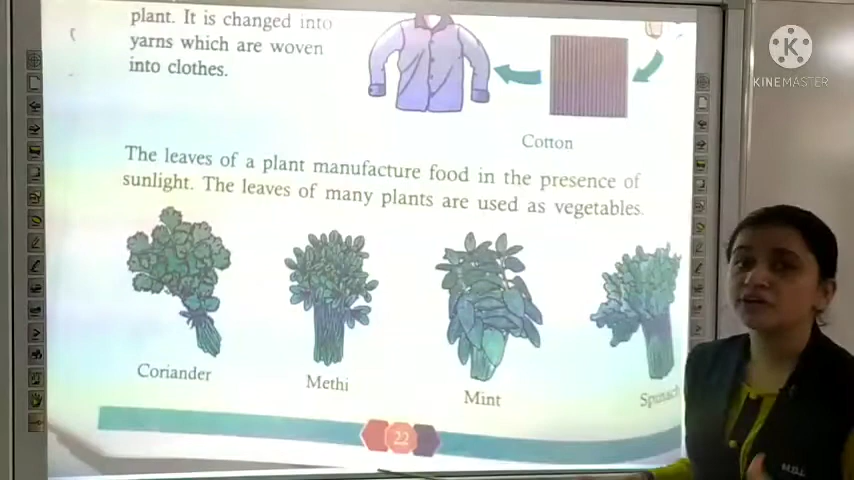 plant. It is changed into
yarns which are woven
into clothes.
KINEMASTER
Cotton
The leaves of a plant manufacture food in the presence of
sunlight. The leaves of many plants are used as vegetables.
Coriander
Methi
Mint
Spinach
22